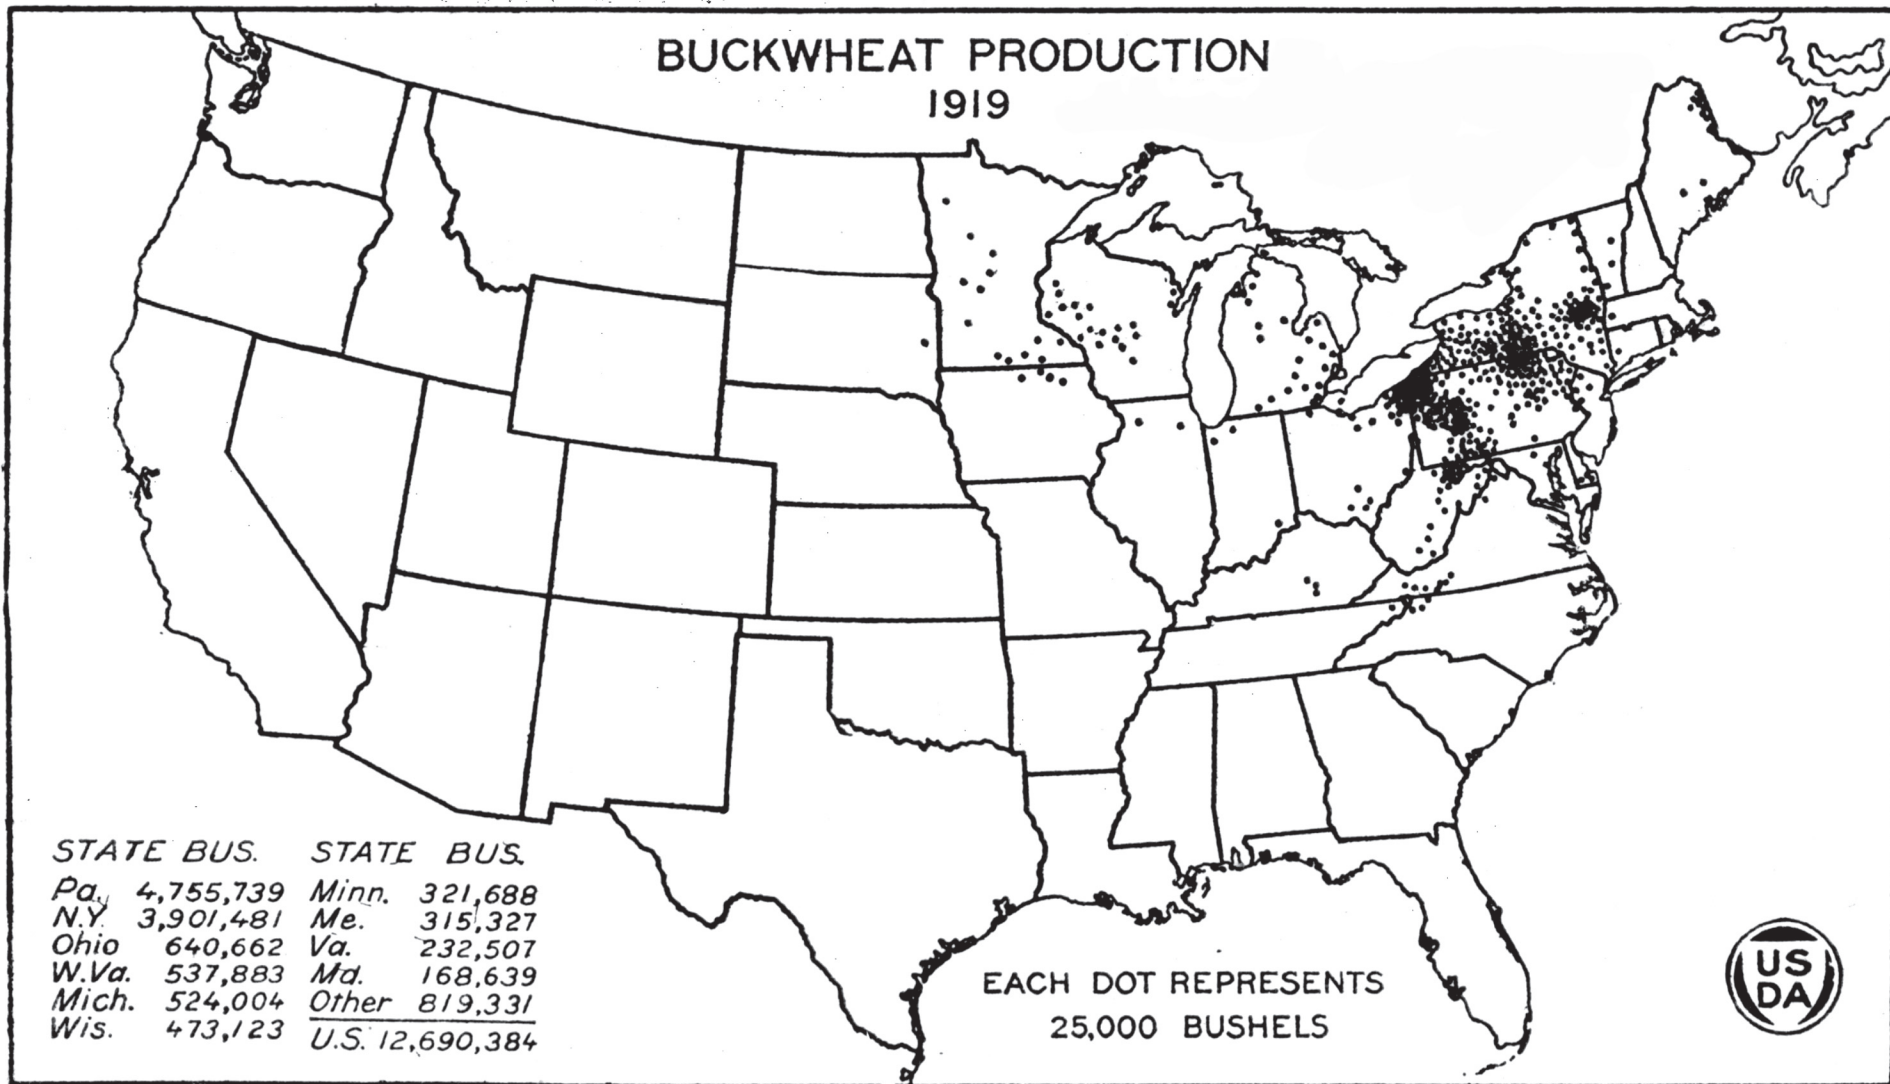 BUCKWHEAT PRODUCTION
1919
STATE BUS. STATE BUS.
Pa. 4,755,739 Minn. 321,688
N.Y. 3,901,481 Me. 315,327
Ohio 640,662 Va. 232,507
W.Va. 537,883 Md. 168,639
Mich. 524,004 Other 819,331
Wis. 473,123 U.S. 12,690,384
EACH DOT REPRESENTS
25,000 BUSHELS
US
DA